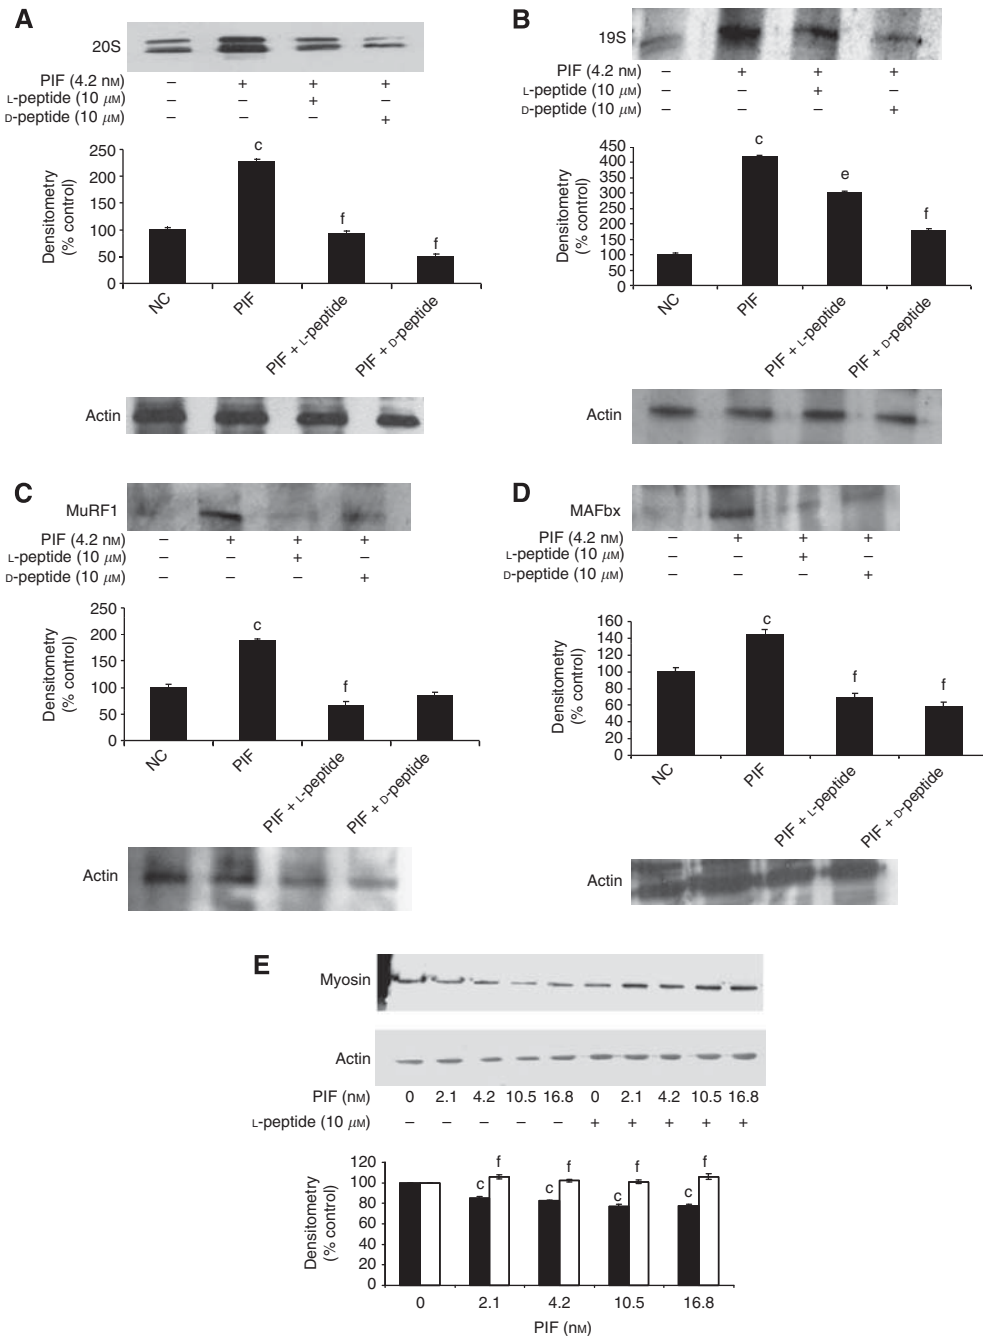 A
20S
PIF (4.2 nM) – + + +
L-peptide (10 μM) – – + –
D-peptide (10 μM) – – – +
Densitometry
(% control)
250
200
150
100
50
0
c
f
f
NC
PIF
PIF + L-peptide
PIF + D-peptide
Actin
B
19S
PIF (4.2 nM) – + + +
L-peptide (10 μM) – – + –
D-peptide (10 μM) – – – +
Densitometry
(% control)
450
400
350
300
250
200
150
100
50
0
c
e
f
NC
PIF
PIF + L-peptide
PIF + D-peptide
Actin
C
MuRF1
PIF (4.2 nM) – + + +
L-peptide (10 μM) – – + –
D-peptide (10 μM) – – – +
Densitometry
(% control)
250
200
150
100
50
0
c
f
NC
PIF
PIF + L-peptide
PIF + D-peptide
Actin
D
MAFbx
PIF (4.2 nM) – + + +
L-peptide (10 μM) – – + –
D-peptide (10 μM) – – – +
Densitometry
(% control)
160
140
120
100
80
60
40
20
0
c
f
f
NC
PIF
PIF + L-peptide
PIF + D-peptide
Actin
E
Myosin
Actin
PIF (nM) 0 2.1 4.2 10.5 16.8 0 2.1 4.2 10.5 16.8
L-peptide (10 μM) – – – – – + + + + +
Densitometry
(% control)
120
100
80
60
40
20
0
c f c f c f c f
0 2.1 4.2 10.5 16.8
PIF (nM)